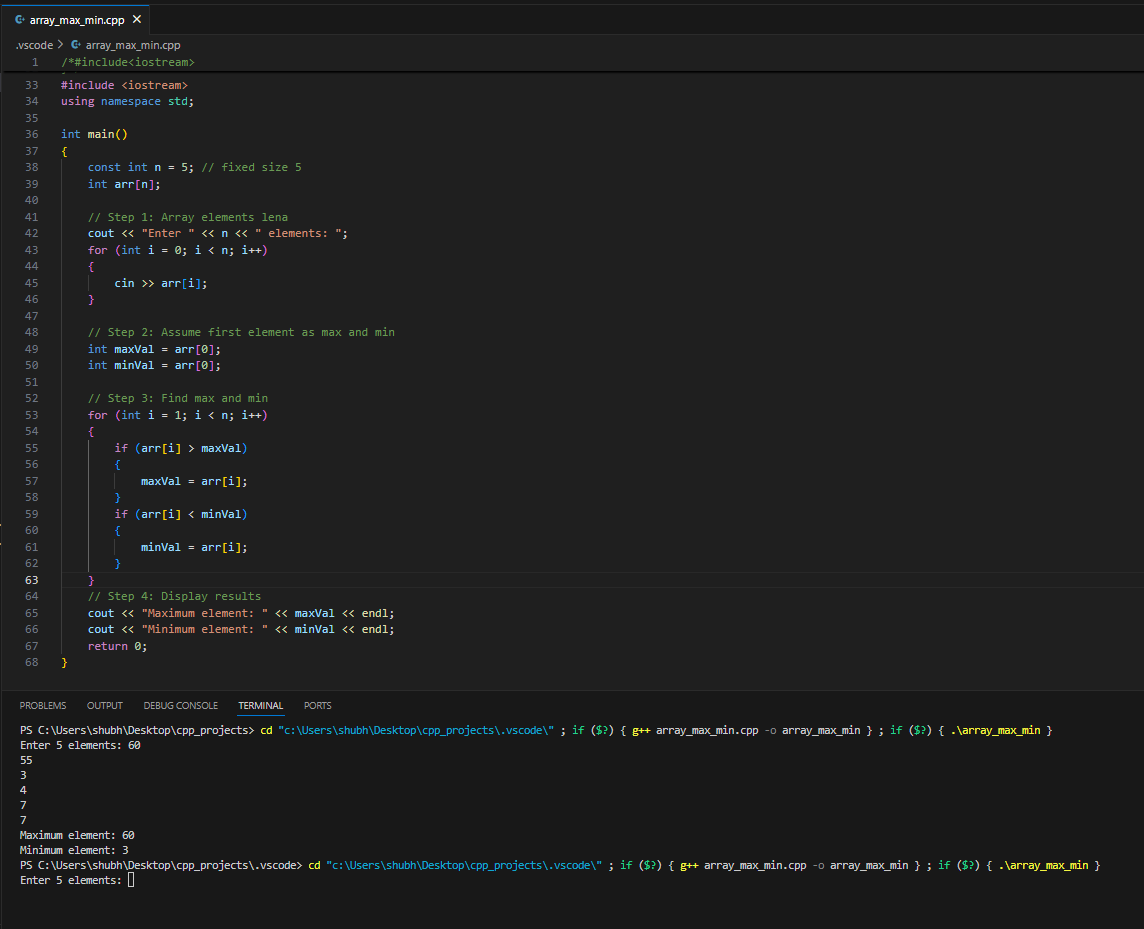 array_max_min.cpp
.vscode > array_max_min.cpp
1 /*#include<iostream>
33 #include <iostream>
34 using namespace std;
35
36 int main()
37 {
38 const int n = 5; // fixed size 5
39 int arr[n];
40
41 // Step 1: Array elements lena
42 cout << "Enter " << n << " elements: ";
43 for (int i = 0; i < n; i++)
44 {
45 cin >> arr[i];
46 }
47
48 // Step 2: Assume first element as max and min
49 int maxVal = arr[0];
50 int minVal = arr[0];
51
52 // Step 3: Find max and min
53 for (int i = 1; i < n; i++)
54 {
55 if (arr[i] > maxVal)
56 {
57 maxVal = arr[i];
58 }
59 if (arr[i] < minVal)
60 {
61 minVal = arr[i];
62 }
63 }
64 // Step 4: Display results
65 cout << "Maximum element: " << maxVal << endl;
66 cout << "Minimum element: " << minVal << endl;
67 return 0;
68 }
PROBLEMS OUTPUT DEBUG CONSOLE TERMINAL PORTS
PS C:\Users\shubh\Desktop\cpp_projects> cd "c:\Users\shubh\Desktop\cpp_projects\.vscode\" ; if ($?) { g++ array_max_min.cpp -o array_max_min } ; if ($?) { .\array_max_min }
Enter 5 elements: 60
55
3
4
7
7
Maximum element: 60
Minimum element: 3
PS C:\Users\shubh\Desktop\cpp_projects\.vscode> cd "c:\Users\shubh\Desktop\cpp_projects\.vscode\" ; if ($?) { g++ array_max_min.cpp -o array_max_min } ; if ($?) { .\array_max_min }
Enter 5 elements: